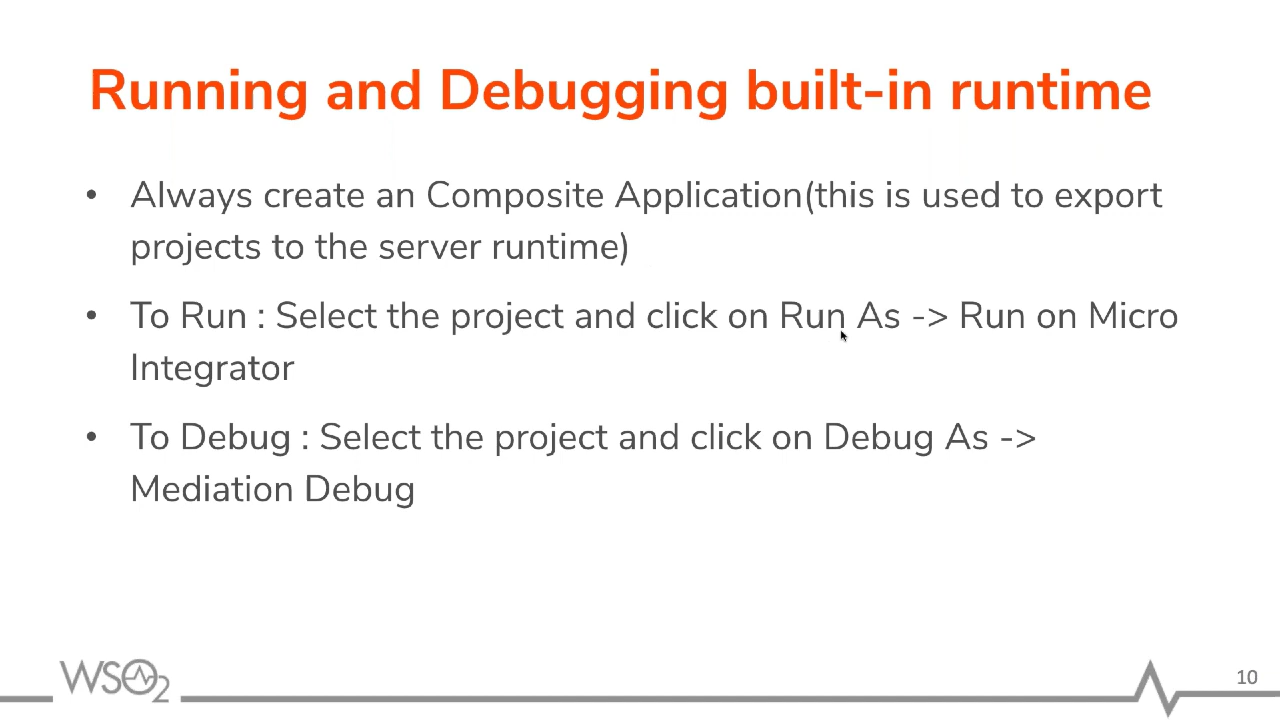 Running and Debugging built-in runtime
• Always create an Composite Application(this is used to export
projects to the server runtime)
• To Run : Select the project and click on Run As -> Run on Micro
Integrator
• To Debug : Select the project and click on Debug As ->
Mediation Debug
WSO2
10